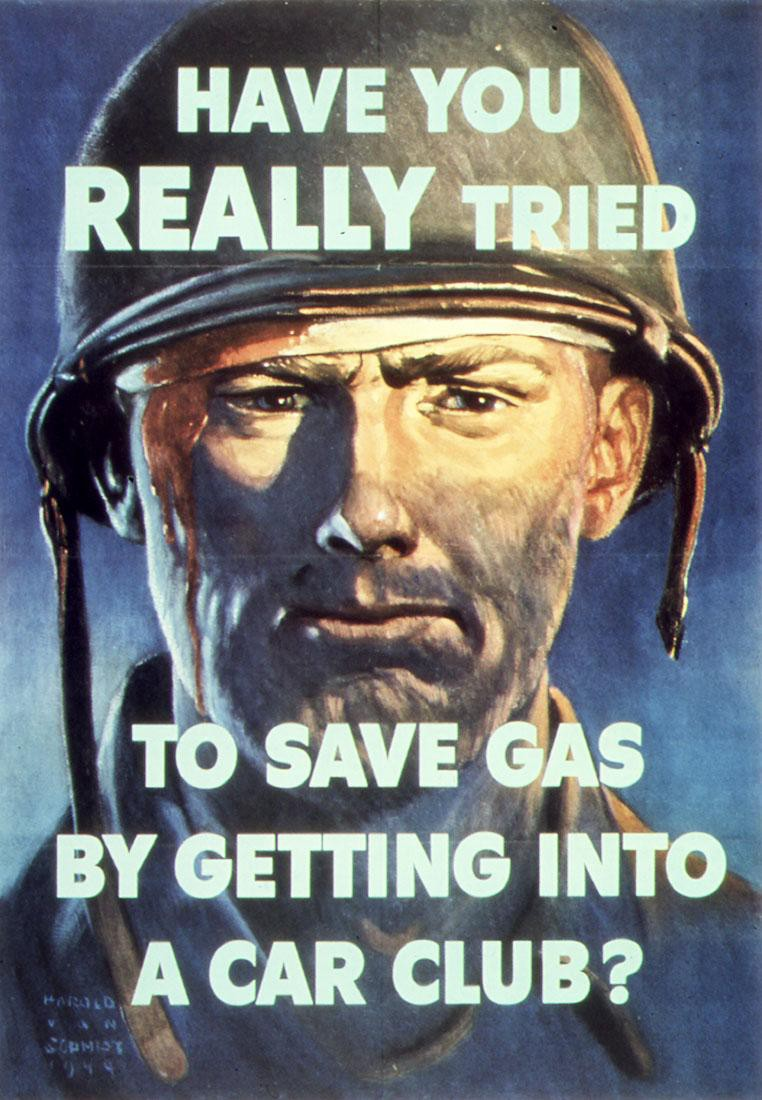 HAVE YOU
REALLY TRIED
TO SAVE GAS
BY GETTING INTO
A CAR CLUB?
HAROLD
VON
SCHMIDT
1944